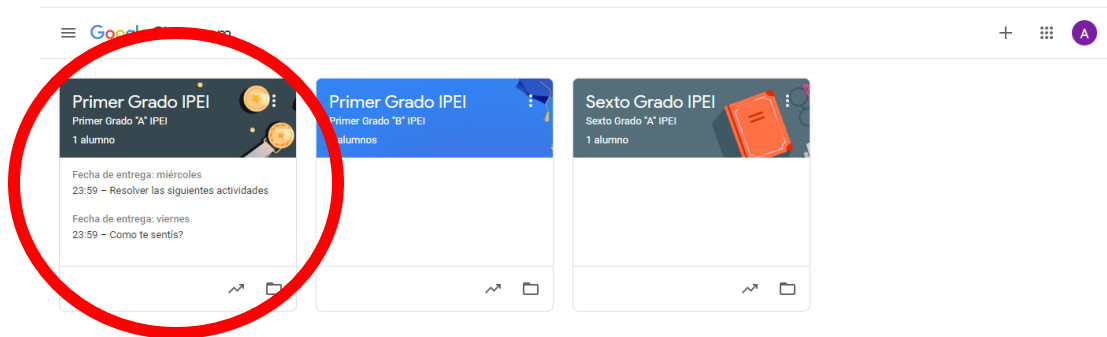 Google
A
Primer Grado IPEI
Primer Grado "A" IPEI
1 alumno
Fecha de entrega: miércoles
23:59 – Resolver las siguientes actividades
Fecha de entrega: viernes
23:59 – Como te sentís?
Primer Grado IPEI
Primer Grado "B" IPEI
alumnos
Sexto Grado IPEI
Sexto Grado "A" IPEI
1 alumno